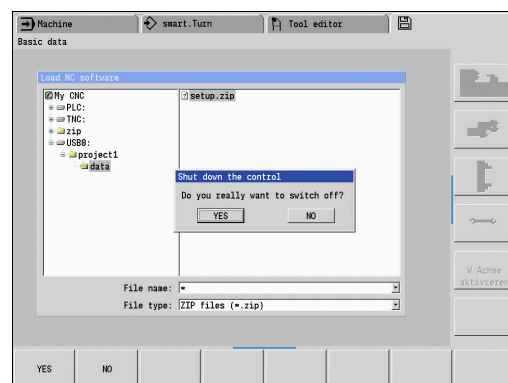 Machine
smart.Turn
Tool editor
Basic data
Load NC software
My CNC
PLC:
TNC:
zip
USB0:
project1
data
setup.zip
Shut down the control
Do you really want to switch off?
YES
NO
File name: *
File type: ZIP files (*.zip)
W Achse
aktivieren
YES
NO